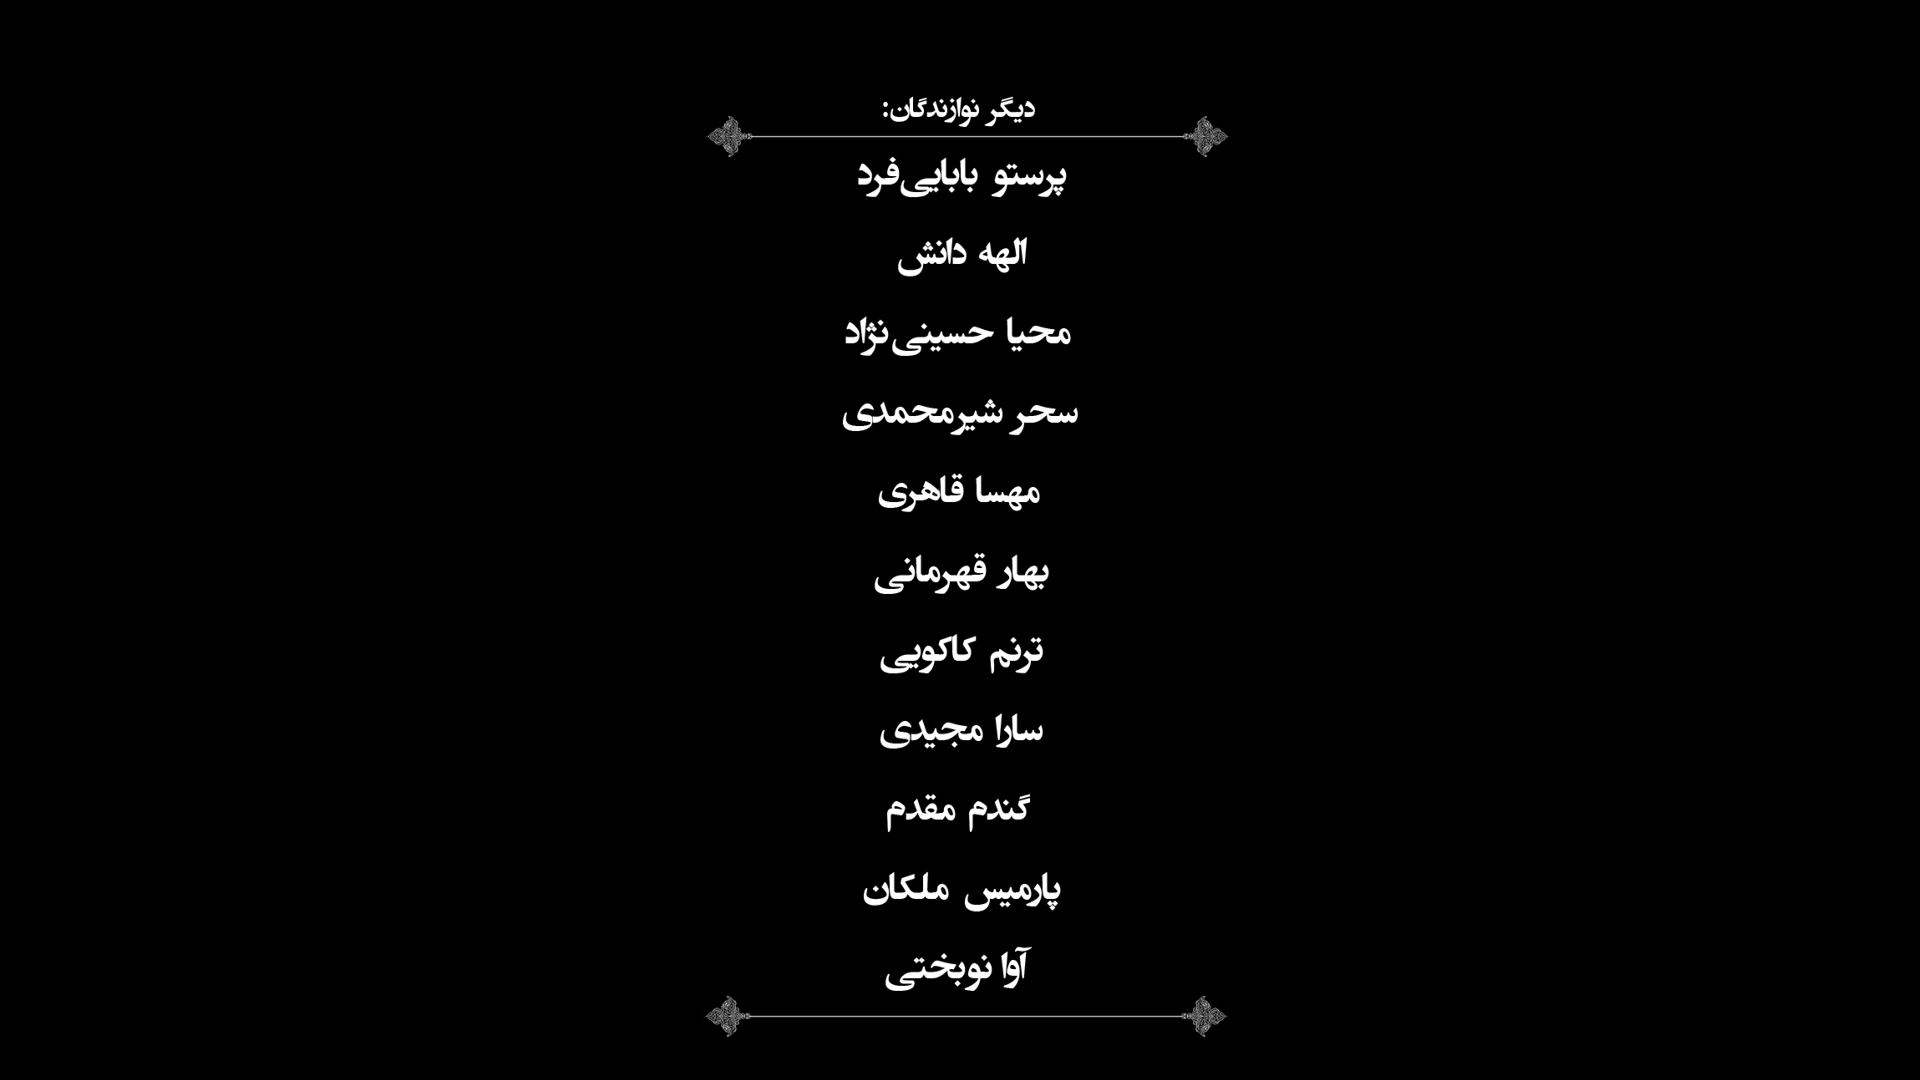 دیگر نوازندگان:
پرستو بابایی‌فرد
الهه دانش
محیا حسینی‌نژاد
سحر شیرمحمدی
مهسا قاهری
بهار قهرمانی
ترنم کاکویی
سارا مجیدی
گندم مقدم
پارمیس ملکان
آوا نوبختی